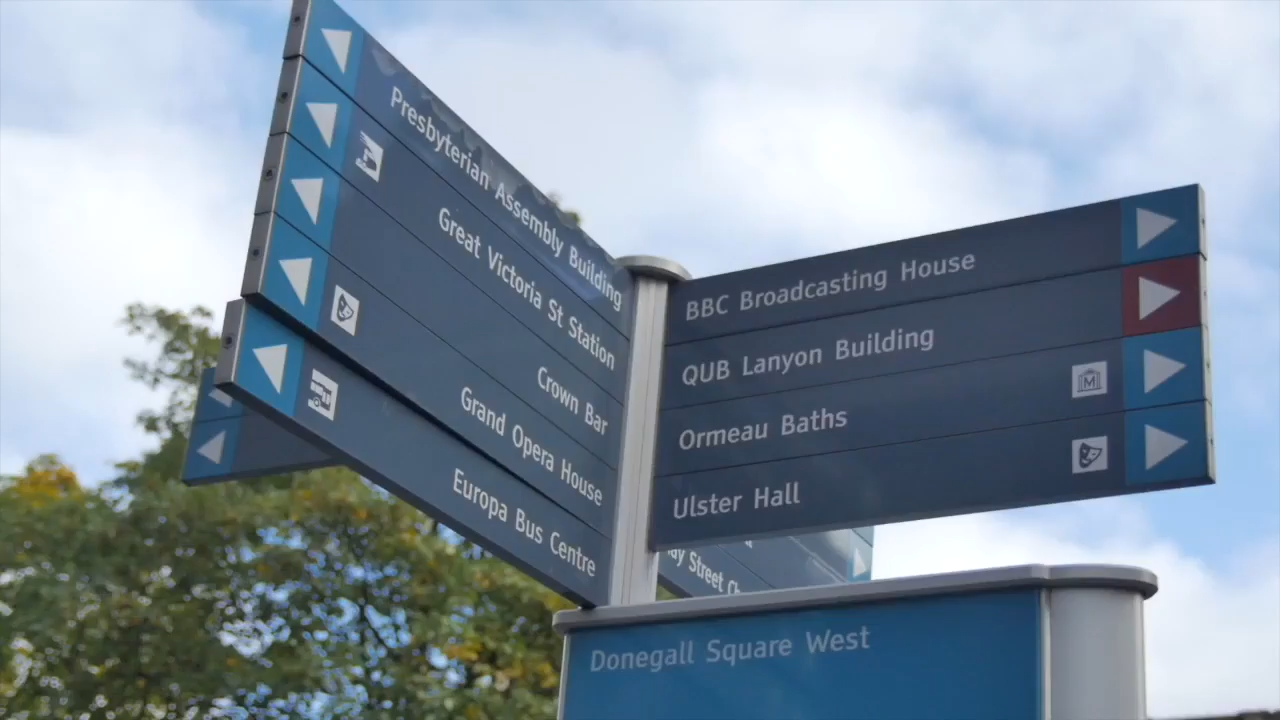 Presbyterian Assembly Building
Great Victoria St Station
Crown Bar
Grand Opera House
Europa Bus Centre
BBC Broadcasting House
QUB Lanyon Building
M
Ormeau Baths
Ulster Hall
Street
Donegall Square West